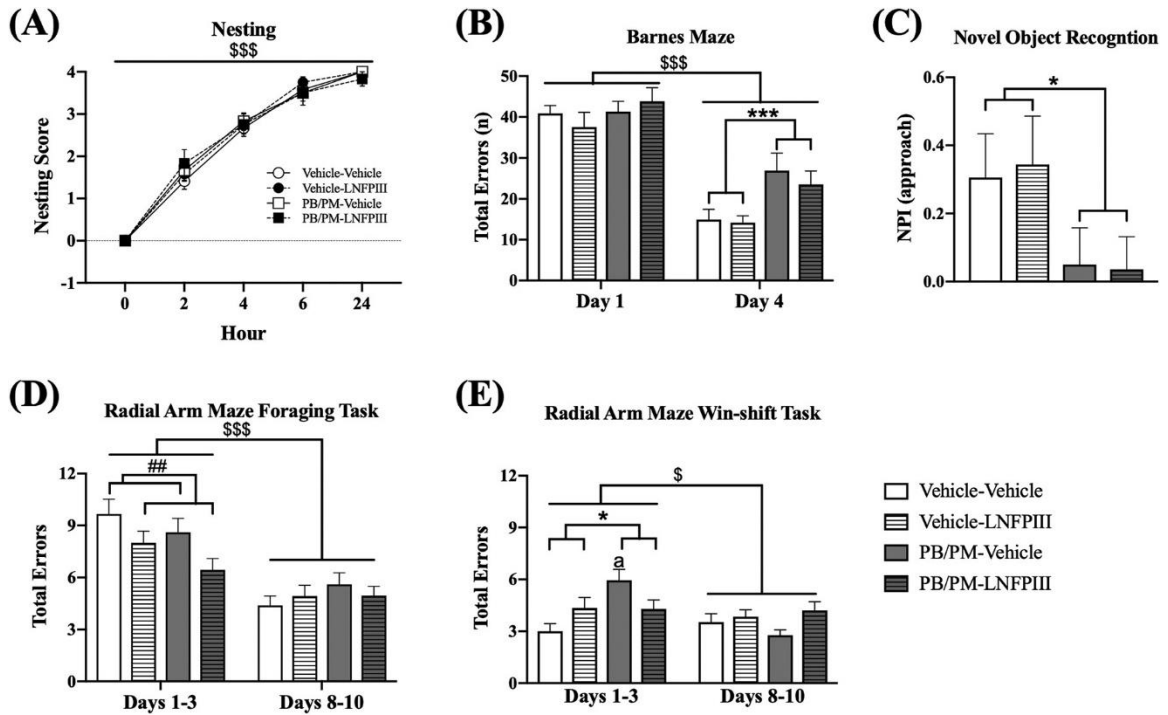 (A)
Nesting
$$$
Nesting Score
4
3
2
1
0
-1
0
2
4
6
24
Hour
Vehicle-Vehicle
Vehicle-LNFPIII
PB/PM-Vehicle
PB/PM-LNFPIII
(B)
Barnes Maze
$$$
***
Total Errors (n)
50
40
30
20
10
0
Day 1
Day 4
(C)
Novel Object Recogntion
*
NPI (approach)
0.6
0.4
0.2
0.0
(D)
Radial Arm Maze Foraging Task
$$$
##
Total Errors
12
9
6
3
0
Days 1-3
Days 8-10
(E)
Radial Arm Maze Win-shift Task
$
*
a
Total Errors
12
9
6
3
0
Days 1-3
Days 8-10
Vehicle-Vehicle
Vehicle-LNFPIII
PB/PM-Vehicle
PB/PM-LNFPIII